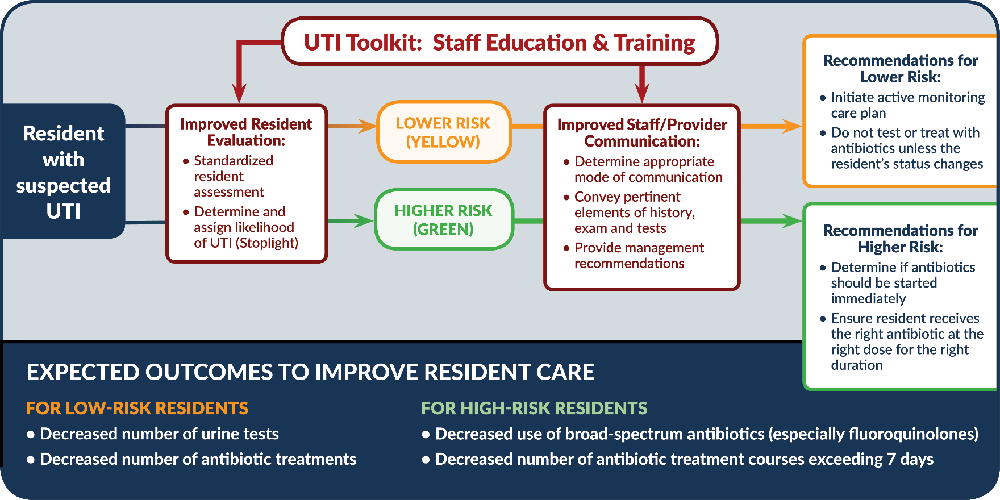 UTI Toolkit:  Staff Education & Training
Resident
with
suspected
UTI
Improved Resident
Evaluation:
• Standardized
resident
assessment
• Determine and
assign likelihood
of UTI (Stoplight)
LOWER RISK
(YELLOW)
HIGHER RISK
(GREEN)
Improved Staff/Provider
Communication:
• Determine appropriate
mode of communication
• Convey pertinent
elements of history,
exam and tests
• Provide management
recommendations
Recommendations for
Lower Risk:
• Initiate active monitoring
care plan
• Do not test or treat with
antibiotics unless the
resident’s status changes
Recommendations for
Higher Risk:
• Determine if antibiotics
should be started
immediately
• Ensure resident receives
the right antibiotic at the
right dose for the right
duration
EXPECTED OUTCOMES TO IMPROVE RESIDENT CARE
FOR LOW-RISK RESIDENTS
• Decreased number of urine tests
• Decreased number of antibiotic treatments
FOR HIGH-RISK RESIDENTS
• Decreased use of broad-spectrum antibiotics (especially fluoroquinolones)
• Decreased number of antibiotic treatment courses exceeding 7 days